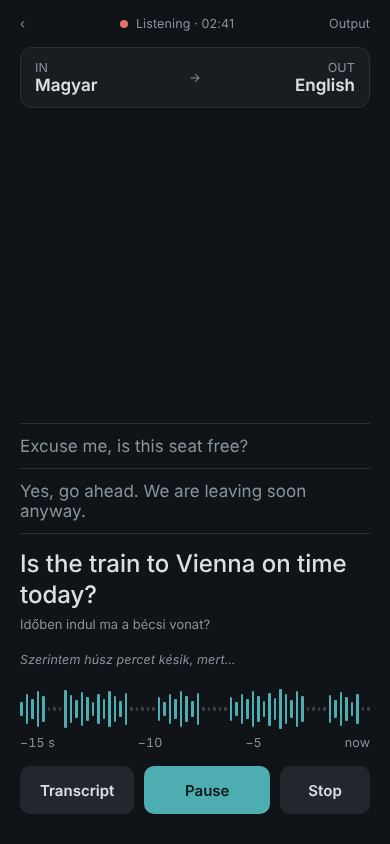 ‹ Listening · 02:41 Output
IN OUT
Magyar → English
Excuse me, is this seat free?
Yes, go ahead. We are leaving soon
anyway.
Is the train to Vienna on time
today?
Időben indul ma a bécsi vonat?
Szerintem húsz percet késik, mert…
−15 s −10 −5 now
Transcript Pause Stop